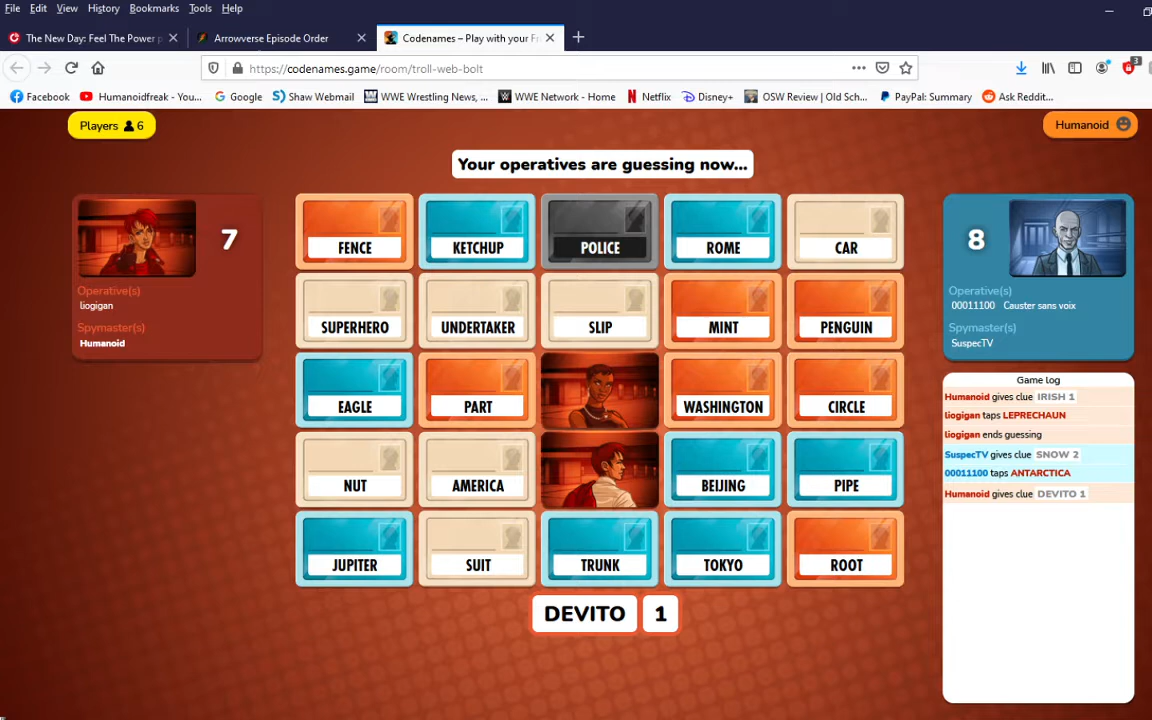 File Edit View History Bookmarks Tools Help
The New Day: Feel The Power p
Arrowverse Episode Order
Codenames – Play with your Fr
https://codenames.game/room/troll-web-bolt
3
Facebook
Humanoidfreak - You...
Google
Shaw Webmail
WWE Wrestling News, ...
WWE Network - Home
Netflix
Disney+
OSW Review | Old Sch...
PayPal: Summary
Ask Reddit...
Players 6
Humanoid
Your operatives are guessing now...
7
Operative(s)
liogigan
Spymaster(s)
Humanoid
FENCE KETCHUP POLICE ROME CAR
SUPERHERO UNDERTAKER SLIP MINT PENGUIN
EAGLE PART WASHINGTON CIRCLE
NUT AMERICA BEIJING PIPE
JUPITER SUIT TRUNK TOKYO ROOT
DEVITO 1
8
Operative(s)
00011100 Causter sans voix
Spymaster(s)
SuspecTV
Game log
Humanoid gives clue IRISH 1
liogigan taps LEPRECHAUN
liogigan ends guessing
SuspecTV gives clue SNOW 2
00011100 taps ANTARCTICA
Humanoid gives clue DEVITO 1